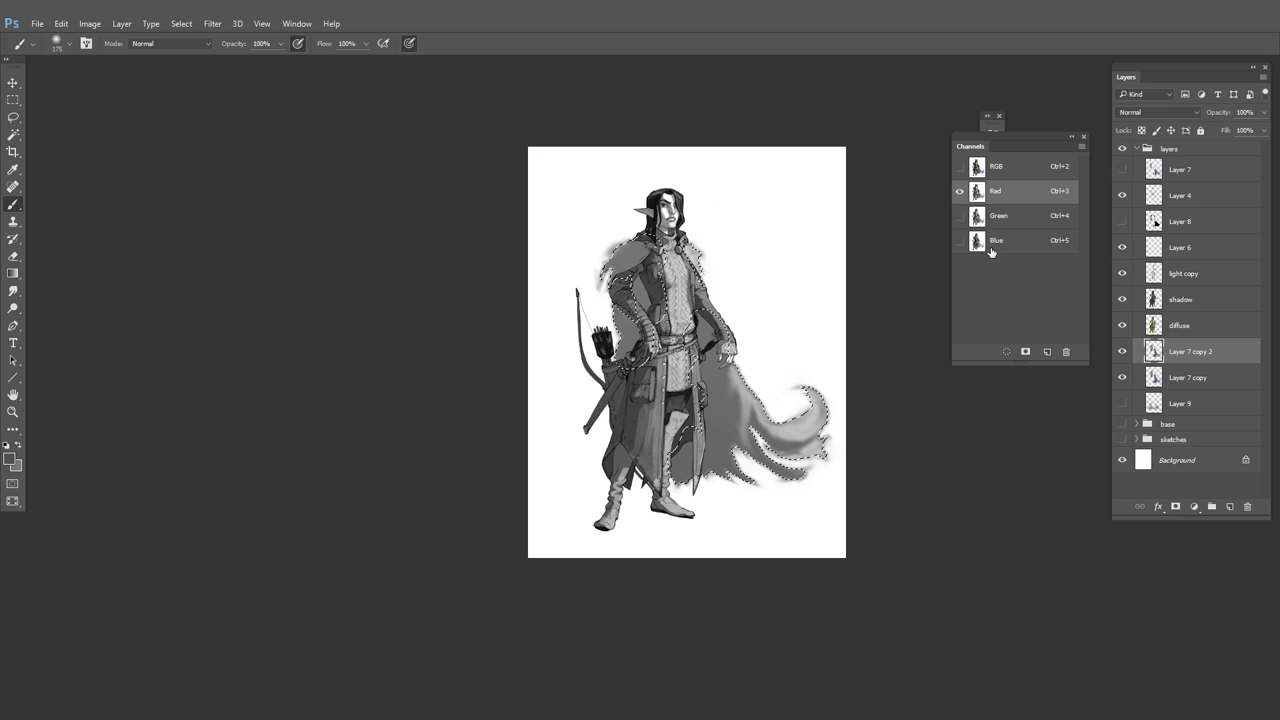 Ps File Edit Image Layer Type Select Filter 3D View Window Help
175 Mode: Normal Opacity: 100% Flow: 100%
Channels
RGB Ctrl+2
Red Ctrl+3
Green Ctrl+4
Blue Ctrl+5
Layers
Kind
Normal Opacity: 100%
Lock: Fill: 100%
layers
Layer 7
Layer 4
Layer 8
Layer 6
light copy
shadow
diffuse
Layer 7 copy 2
Layer 7 copy
Layer 9
base
sketches
Background